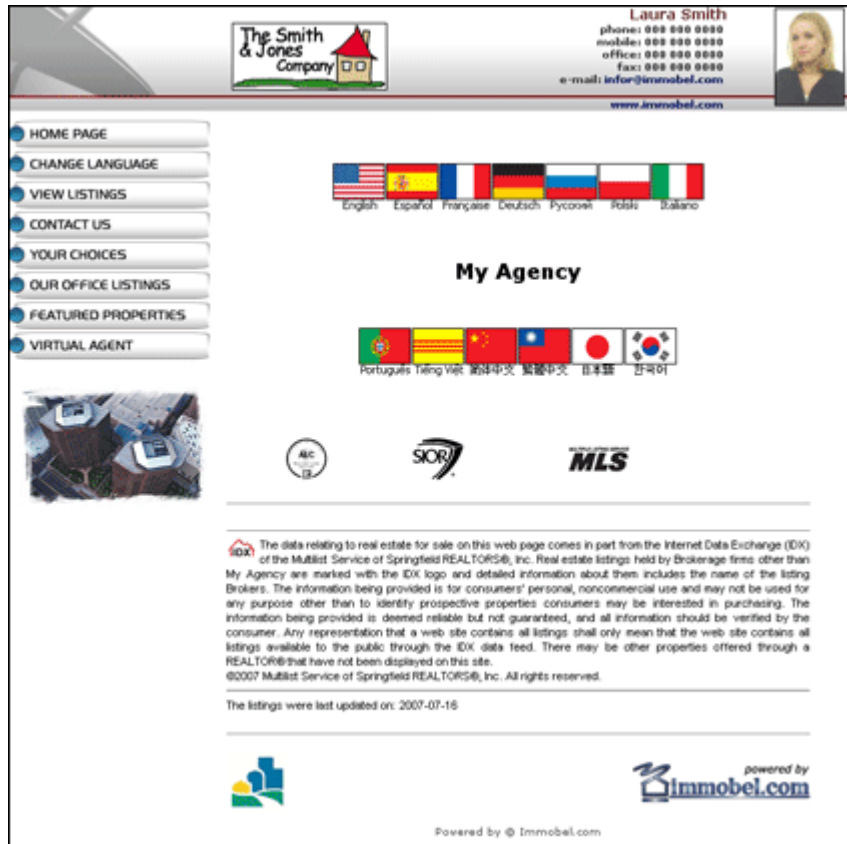 The Smith
& Jones
Company
Laura Smith
phone: 000 000 0000
mobile: 000 000 0000
office: 000 000 0000
fax: 000 000 0000
e-mail: infor@immobel.com
www.immobel.com
HOME PAGE
CHANGE LANGUAGE
VIEW LISTINGS
CONTACT US
YOUR CHOICES
OUR OFFICE LISTINGS
FEATURED PROPERTIES
VIRTUAL AGENT
English Español Française Deutsch Русский Polski Italiano
My Agency
Português Tiếng Việt 简体中文 繁體中文 日本語 한국어
SIOR MLS
IDX The data relating to real estate for sale on this web page comes in part from the Internet Data Exchange (IDX)
of the Multilist Service of Springfield REALTORS®, Inc. Real estate listings held by Brokerage firms other than
My Agency are marked with the IDX logo and detailed information about them includes the name of the listing
Brokers. The information being provided is for consumers' personal, noncommercial use and may not be used for
any purpose other than to identify prospective properties consumers may be interested in purchasing. The
information being provided is deemed reliable but not guaranteed, and all information should be verified by the
consumer. Any representation that a web site contains all listings shall only mean that the web site contains all
listings available to the public through the IDX data feed. There may be other properties offered through a
REALTOR® that have not been displayed on this site.
©2007 Multilist Service of Springfield REALTORS®, Inc. All rights reserved.
The listings were last updated on: 2007-07-16
powered by
immobel.com
Powered by © Immobel.com